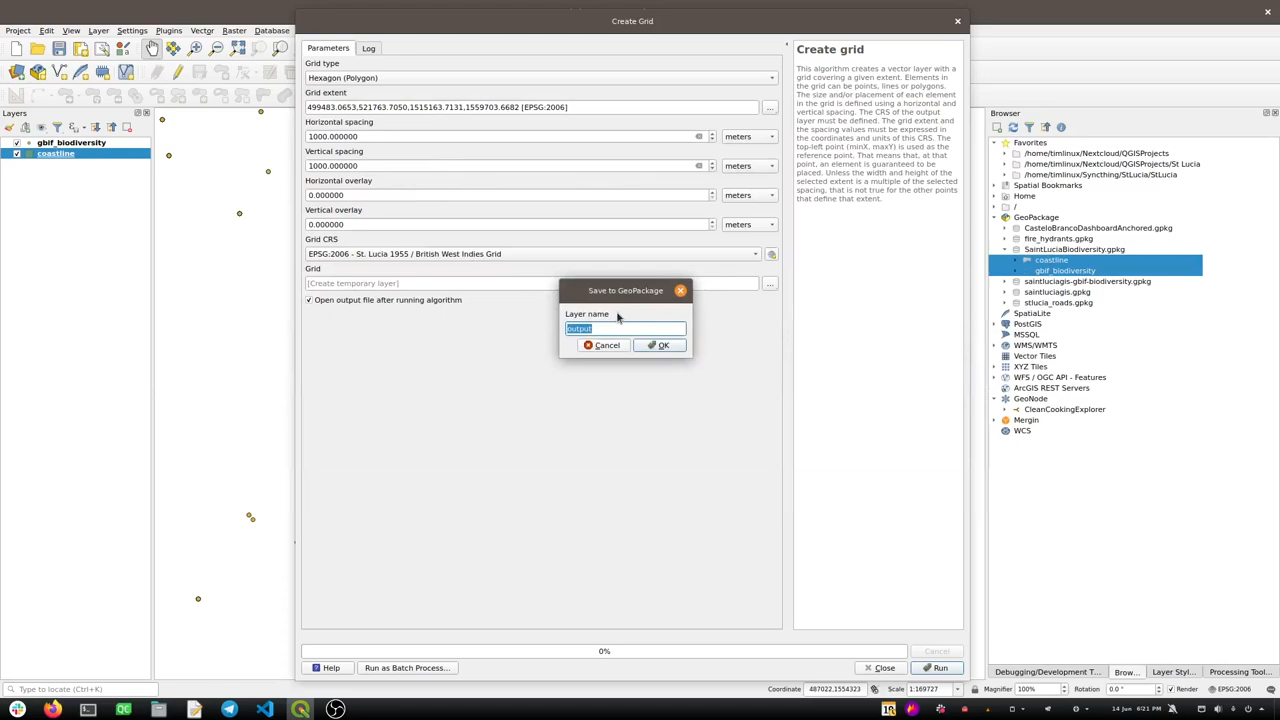 Create Grid
Project Edit View Layer Settings Plugins Vector Raster Database
Parameters Log
Grid type
Hexagon (Polygon)
Grid extent
499483.0653,521763.7050,1515163.7131,1559703.6682 [EPSG:2006]
...
Horizontal spacing
1000.000000 meters
Vertical spacing
1000.000000 meters
Horizontal overlay
0.000000 meters
Vertical overlay
0.000000 meters
Grid CRS
EPSG:2006 - St. Lucia 1955 / British West Indies Grid
Grid
[Create temporary layer]
...
Open output file after running algorithm
Save to GeoPackage
Layer name
output
Cancel OK
0%
Cancel
Help Run as Batch Process... Close Run
Create grid
This algorithm creates a vector layer with a
grid covering a given extent. Elements in
the grid can be points, lines or polygons.
The size and/or placement of each element
in the grid is defined using a horizontal and
vertical spacing. The CRS of the output
layer must be defined. The grid extent and
the spacing values must be expressed in
the coordinates and units of this CRS. The
top-left point (minX, maxY) is used as the
reference point. That means that, at that
point, an element is guaranteed to be
placed. Unless the width and height of the
selected extent is a multiple of the selected
spacing, that is not true for the other points
that define that extent.
Layers
gbif_biodiversity
coastline
Browser
Favorites
/home/timlinux/Nextcloud/QGISProjects
/home/timlinux/Nextcloud/QGISProjects/St Lucia
/home/timlinux/Syncthing/StLucia/StLucia
Spatial Bookmarks
Home
/
GeoPackage
CasteloBrancoDashboardAnchored.gpkg
fire_hydrants.gpkg
SaintLuciaBiodiversity.gpkg
coastline
gbif_biodiversity
saintluciagis-gbif-biodiversity.gpkg
saintluciagis.gpkg
stlucia_roads.gpkg
SpatiaLite
PostGIS
MSSQL
WMS/WMTS
Vector Tiles
XYZ Tiles
WFS / OGC API - Features
ArcGIS REST Servers
GeoNode
CleanCookingExplorer
Mergin
WCS
Debugging/Development T... Brow... Layer Styl... Processing Tool...
Type to locate (Ctrl+K)
Coordinate 487022,1554323 Scale 1:169727 Magnifier 100% Rotation 0.0 ° Render EPSG:2006
14 Jun 6:21 PM